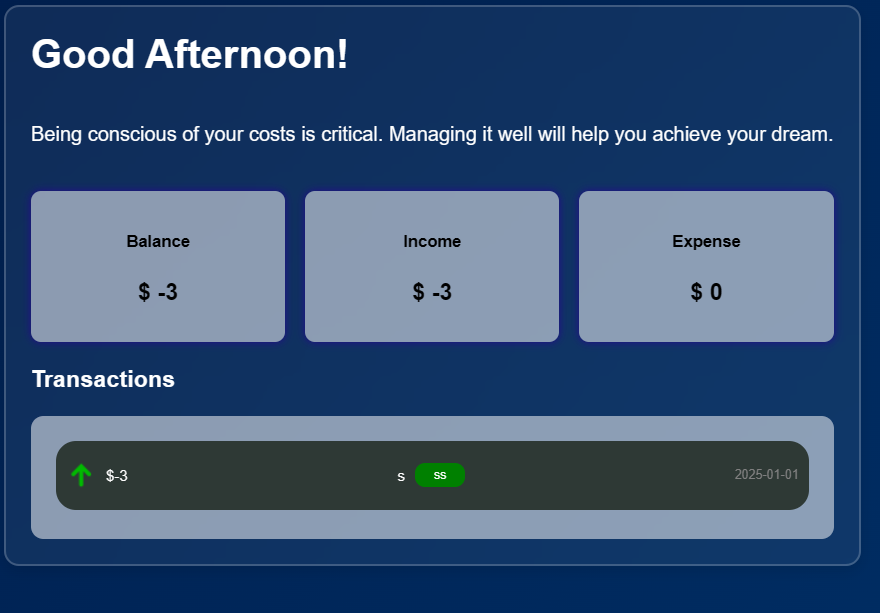 Good Afternoon!
Being conscious of your costs is critical. Managing it well will help you achieve your dream.
Balance Income Expense
$ -3 $ -3 $ 0
Transactions
$-3 s ss 2025-01-01